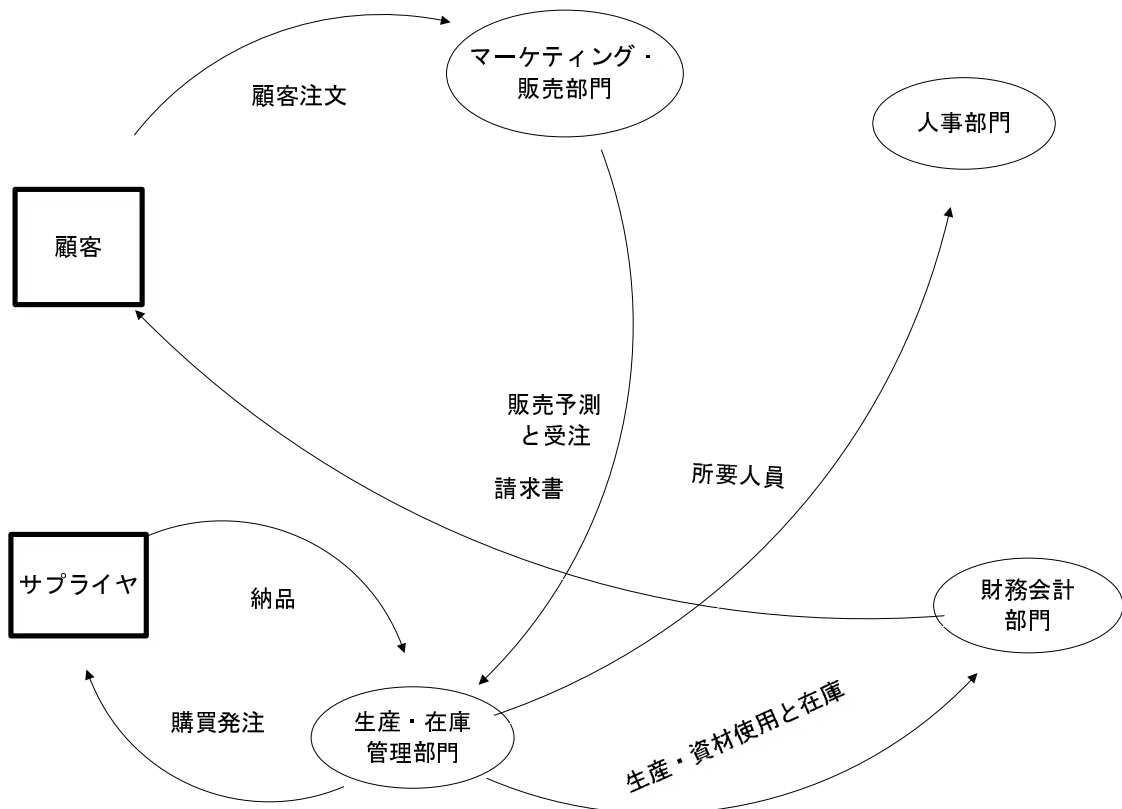 マーケティング・
販売部門
顧客注文
人事部門
顧客
販売予測
と受注
所要人員
請求書
サプライヤ
納品
財務会計
部門
購買発注
生産・在庫
管理部門
生産・資材使用と在庫